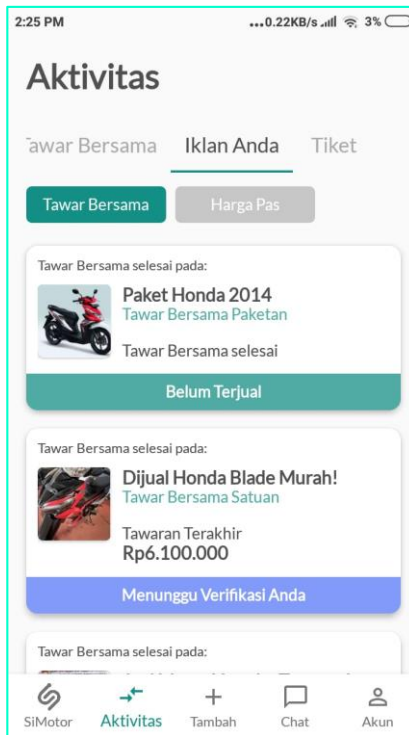 2:25 PM ...0.22KB/s 3%
Aktivitas
Tawar Bersama Iklan Anda Tiket
Tawar Bersama Harga Pas
Tawar Bersama selesai pada:
Paket Honda 2014
Tawar Bersama Paketan
Tawar Bersama selesai
Belum Terjual
Tawar Bersama selesai pada:
Dijual Honda Blade Murah!
Tawar Bersama Satuan
Tawaran Terakhir
Rp6.100.000
Menunggu Verifikasi Anda
Tawar Bersama selesai pada:
SiMotor Aktivitas Tambah Chat Akun